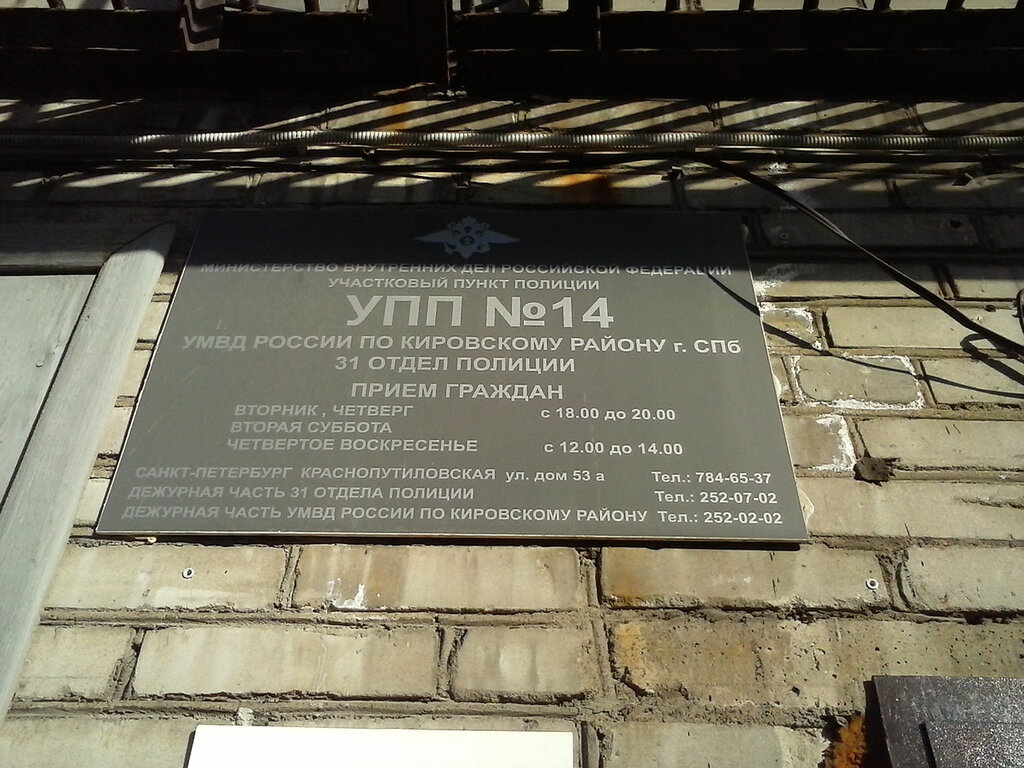 МИНИСТЕРСТВО ВНУТРЕННИХ ДЕЛ РОССИЙСКОЙ ФЕДЕРАЦИИ
УЧАСТКОВЫЙ ПУНКТ ПОЛИЦИИ
УПП №14
УМВД РОССИИ ПО КИРОВСКОМУ РАЙОНУ г. СПб
31 ОТДЕЛ ПОЛИЦИИ
ПРИЕМ ГРАЖДАН
ВТОРНИК , ЧЕТВЕРГ с 18.00 до 20.00
ВТОРАЯ СУББОТА
ЧЕТВЕРТОЕ ВОСКРЕСЕНЬЕ с 12.00 до 14.00
САНКТ-ПЕТЕРБУРГ КРАСНОПУТИЛОВСКАЯ ул. дом 53 а Тел.: 784-65-37
ДЕЖУРНАЯ ЧАСТЬ 31 ОТДЕЛА ПОЛИЦИИ Тел.: 252-07-02
ДЕЖУРНАЯ ЧАСТЬ УМВД РОССИИ ПО КИРОВСКОМУ РАЙОНУ Тел.: 252-02-02